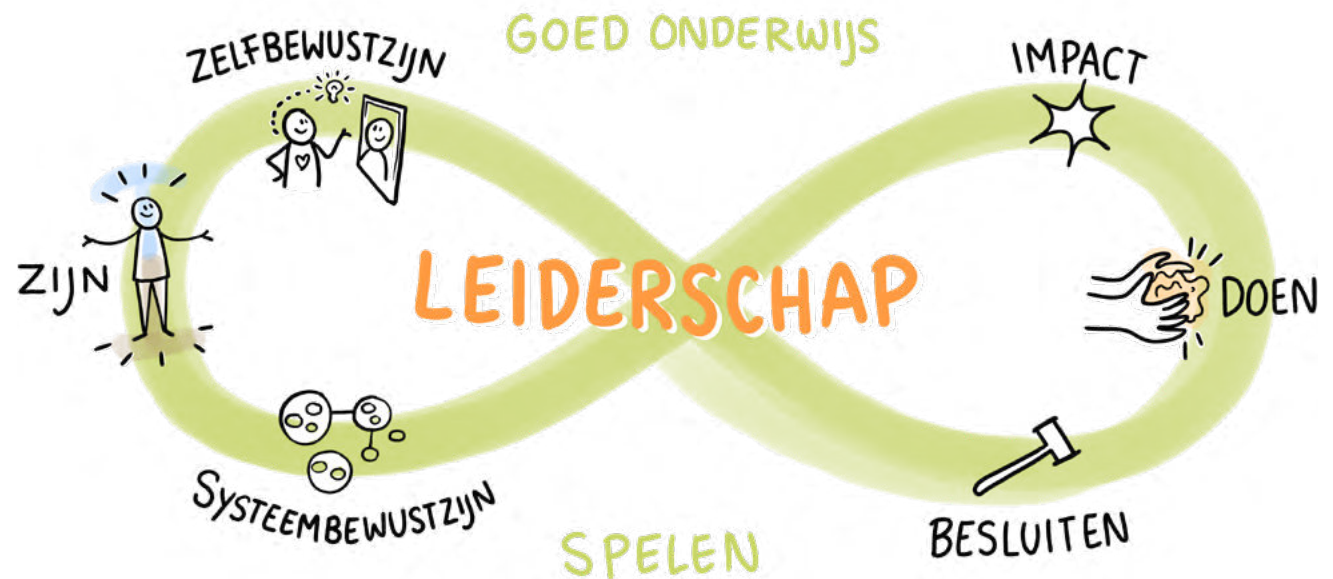 GOED ONDERWIJS
ZELFBEWUSTZIJN
IMPACT
ZIJN
LEIDERSCHAP
DOEN
SYSTEEMBEWUSTZIJN
BESLUITEN
SPELEN